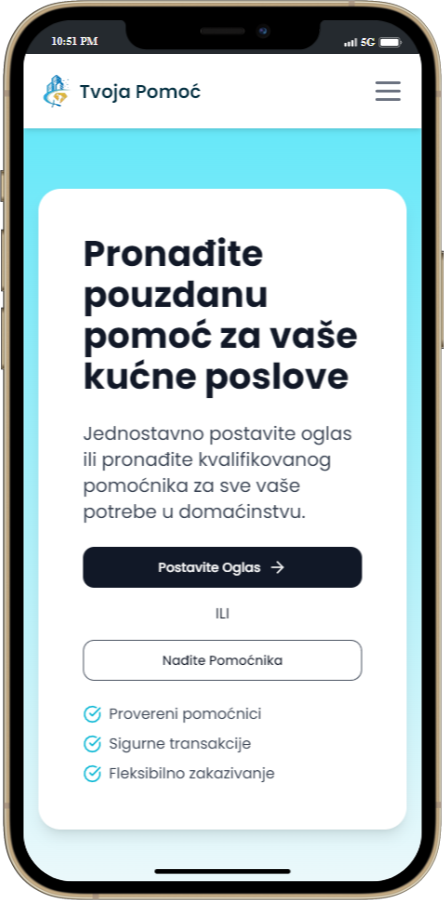 10:51 PM
5G
Tvoja Pomoć
Pronađite
pouzdanu
pomoć za vaše
kućne poslove
Jednostavno postavite oglas
ili pronađite kvalifikovanog
pomoćnika za sve vaše
potrebe u domaćinstvu.
Postavite Oglas
ILI
Nađite Pomoćnika
Provereni pomoćnici
Sigurne transakcije
Fleksibilno zakazivanje